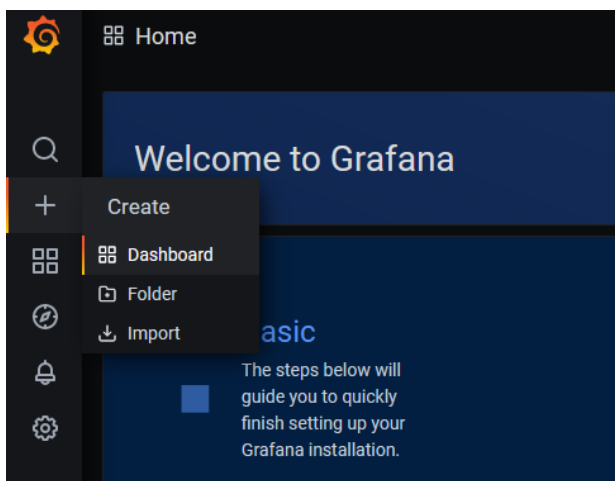 Home
Welcome to Grafana
Create
Dashboard
Folder
Import
asic
The steps below will
guide you to quickly
finish setting up your
Grafana installation.